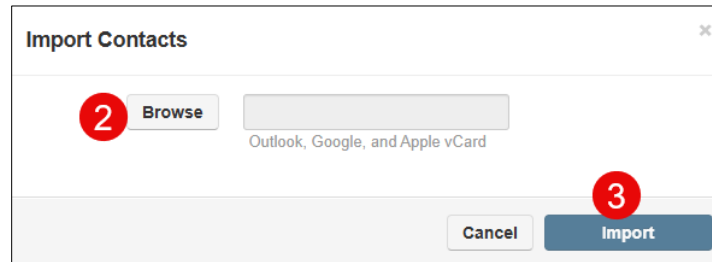 Import Contacts
×
2 Browse
Outlook, Google, and Apple vCard
3
Cancel Import